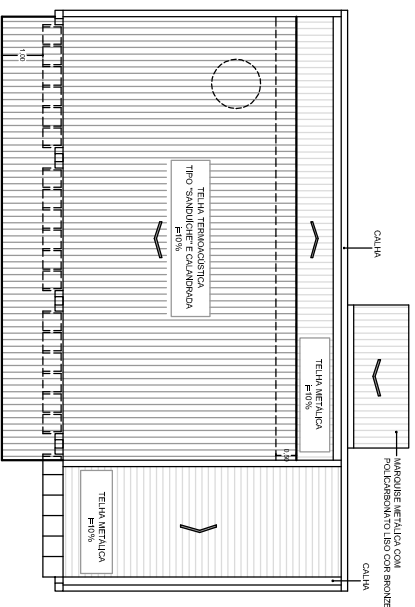 CALHA
MARQUISE METÁLICA COM
POLICARBONATO LISO COR BRONZE
TELHA METÁLICA
i=10%
TELHA TERMOACÚSTICA
TIPO "SANDUÍCHE" E CALANDRADA
i=10%
1.00
0.50
TELHA METÁLICA
i=10%
CALHA